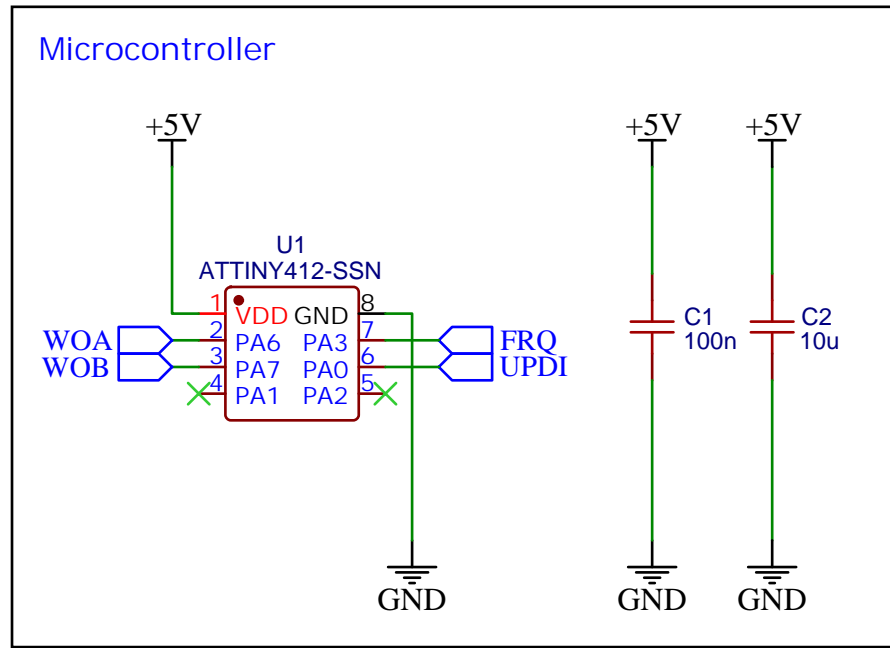 Microcontroller
+5V
+5V
+5V
U1
ATTINY412-SSN
1 VDD GND 8
WOA 2 PA6 PA3 7 FRQ
WOB 3 PA7 PA0 6 UPDI
4 PA1 PA2 5
C1
100n
C2
10u
GND
GND
GND